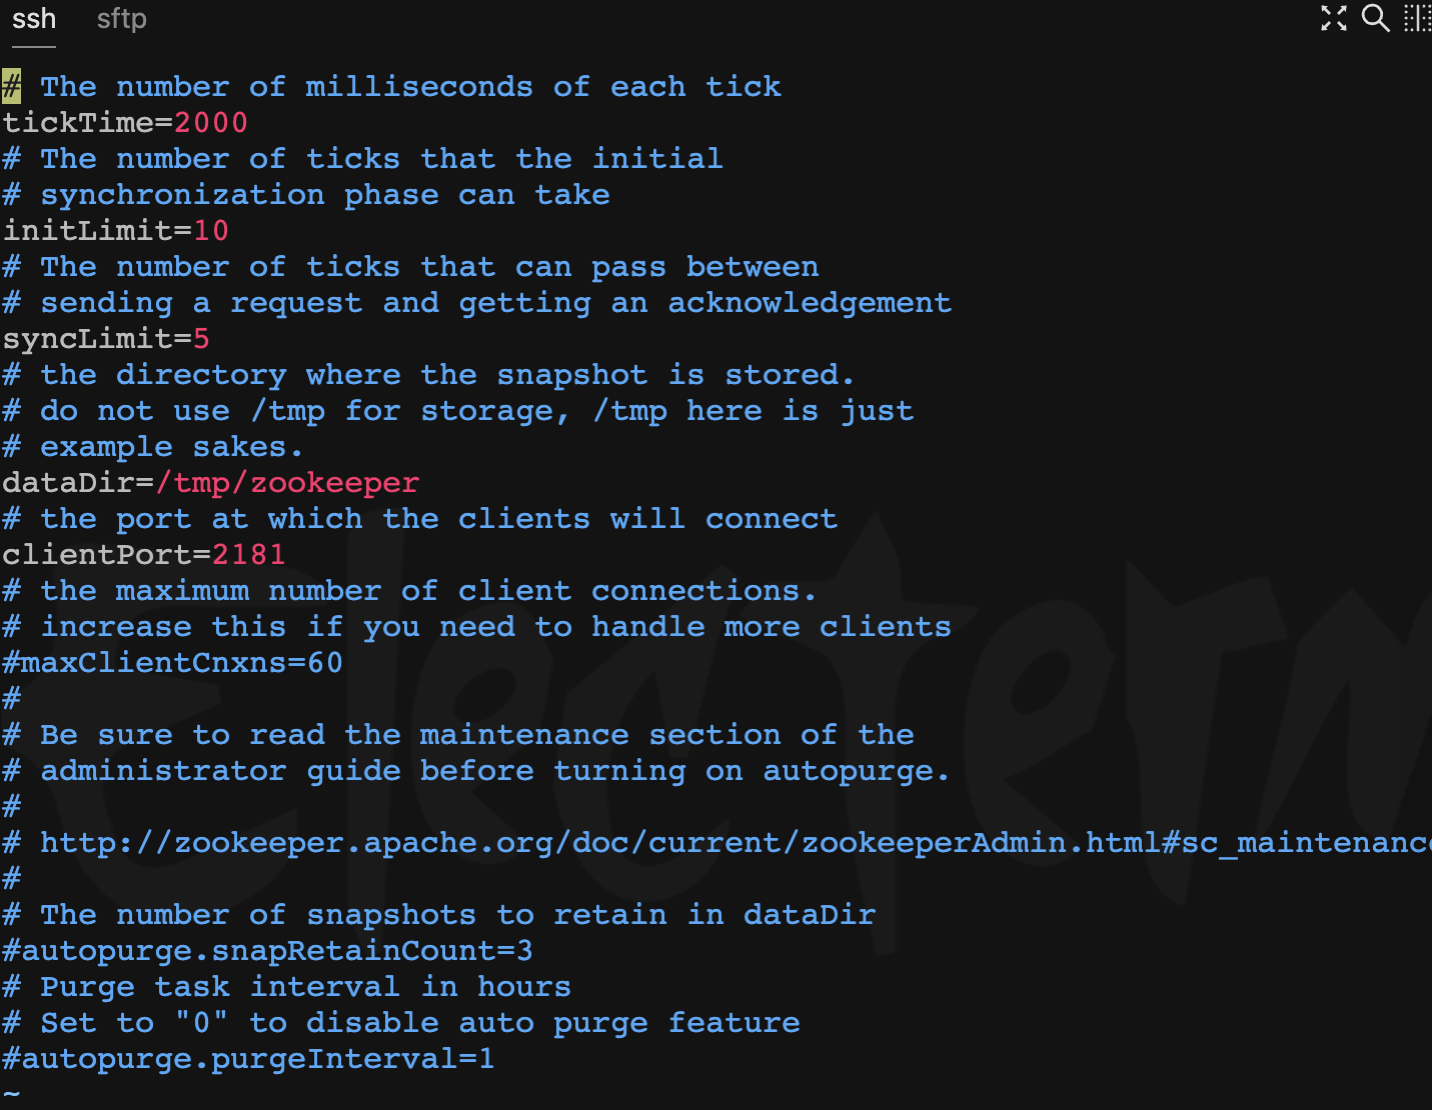 ssh sftp
# The number of milliseconds of each tick
tickTime=2000
# The number of ticks that the initial
# synchronization phase can take
initLimit=10
# The number of ticks that can pass between
# sending a request and getting an acknowledgement
syncLimit=5
# the directory where the snapshot is stored.
# do not use /tmp for storage, /tmp here is just
# example sakes.
dataDir=/tmp/zookeeper
# the port at which the clients will connect
clientPort=2181
# the maximum number of client connections.
# increase this if you need to handle more clients
#maxClientCnxns=60
#
# Be sure to read the maintenance section of the
# administrator guide before turning on autopurge.
#
# http://zookeeper.apache.org/doc/current/zookeeperAdmin.html#sc_maintenanc
#
# The number of snapshots to retain in dataDir
#autopurge.snapRetainCount=3
# Purge task interval in hours
# Set to "0" to disable auto purge feature
#autopurge.purgeInterval=1
~
Electerm